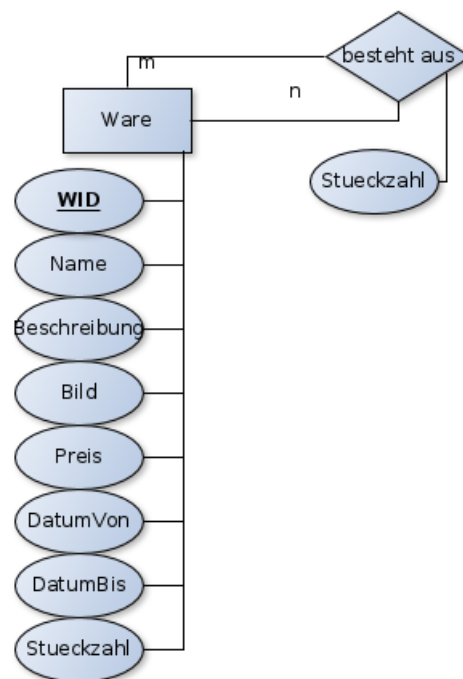 besteht aus
m
n
Ware
Stueckzahl
WID
Name
Beschreibung
Bild
Preis
DatumVon
DatumBis
Stueckzahl